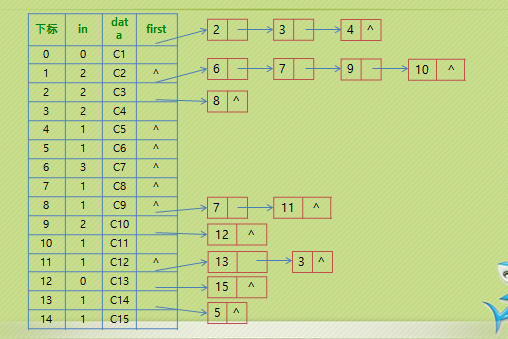 下标 in data first
2 3 4 ^
0 0 C1
1 2 C2 ^
6 7 9 10 ^
2 2 C3
3 2 C4
8 ^
4 1 C5 ^
5 1 C6 ^
6 3 C7 ^
7 1 C8 ^
8 1 C9 ^
7 11 ^
9 2 C10
12 ^
10 1 C11
11 1 C12 ^
13 3 ^
12 0 C13
15 ^
13 1 C14
5 ^
14 1 C15